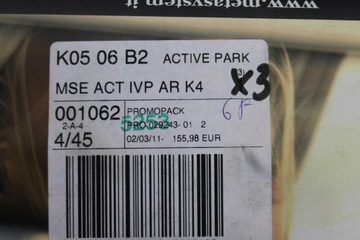 www.metasystem.it
K05 06 B2 ACTIVE PARK
MSE ACT IVP AR K4 X3
001062 PROMOPACK 6F
2-A-4 5253 PRO 029243- 01 2
4/45 02/03/11- 155,98 EUR